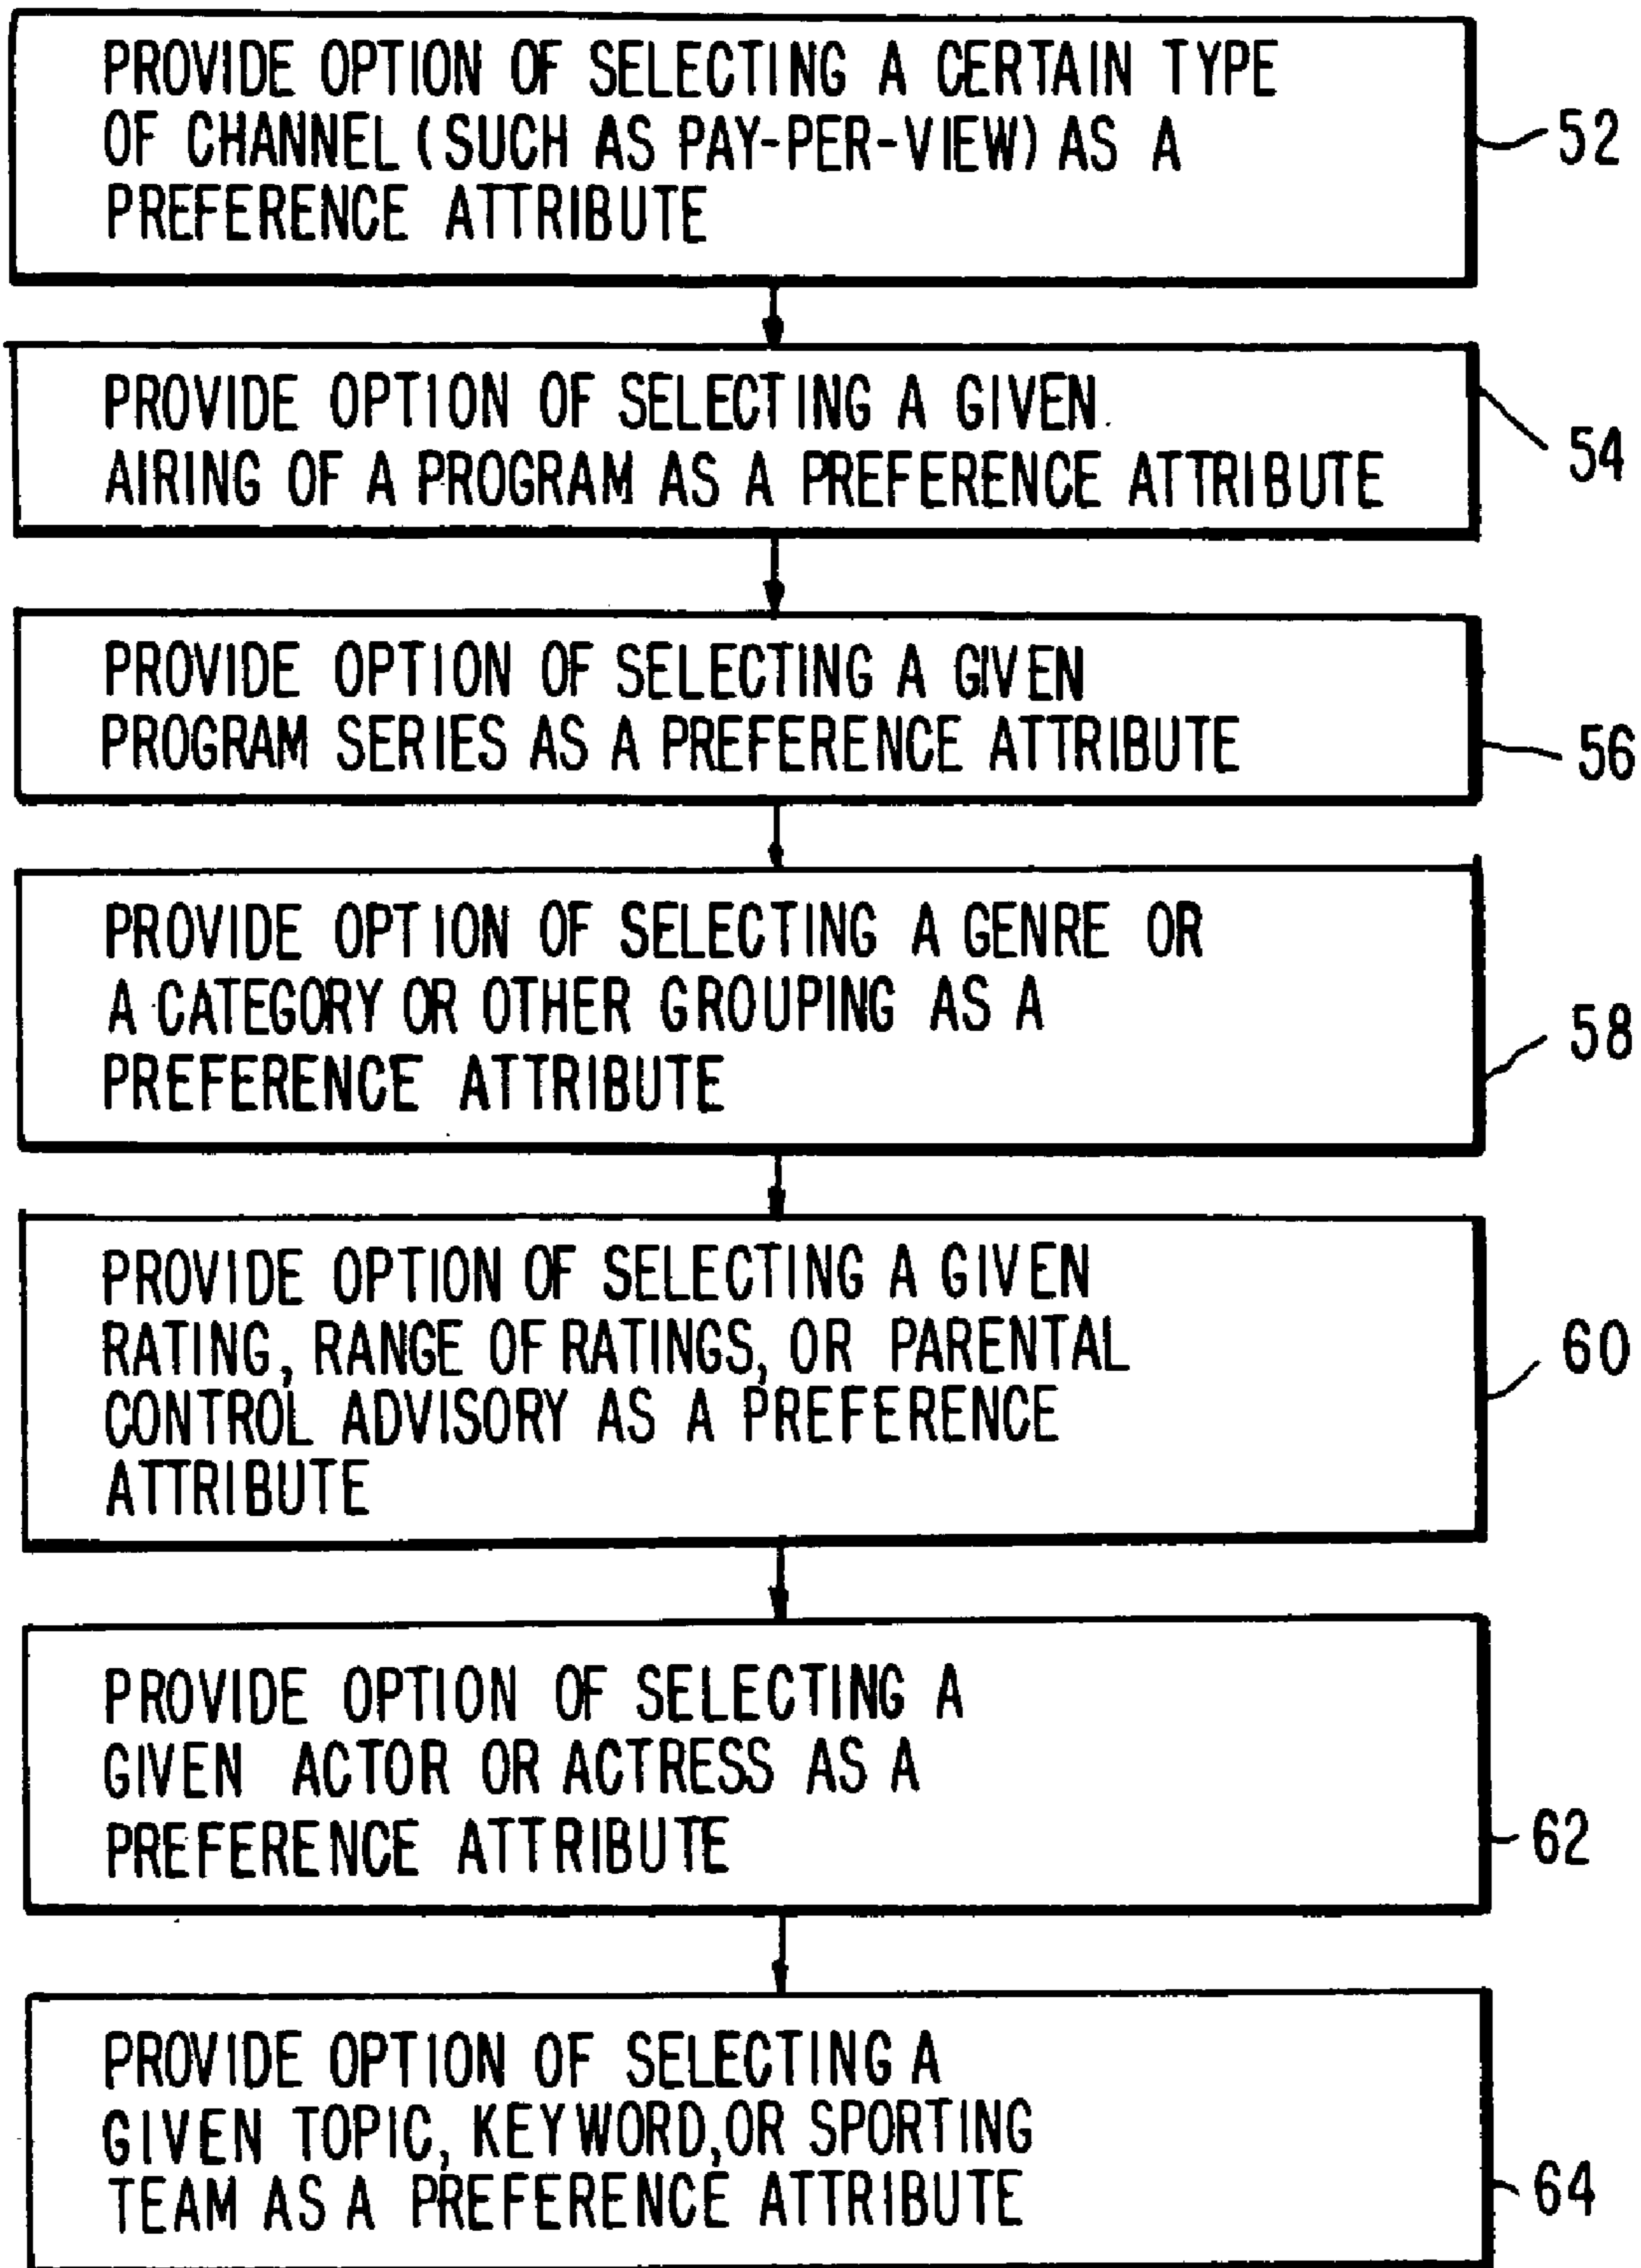 PROVIDE OPTION OF SELECTING A CERTAIN TYPE
OF CHANNEL (SUCH AS PAY-PER-VIEW) AS A
PREFERENCE ATTRIBUTE
52
PROVIDE OPTION OF SELECTING A GIVEN
AIRING OF A PROGRAM AS A PREFERENCE ATTRIBUTE
54
PROVIDE OPTION OF SELECTING A GIVEN
PROGRAM SERIES AS A PREFERENCE ATTRIBUTE
56
PROVIDE OPTION OF SELECTING A GENRE OR
A CATEGORY OR OTHER GROUPING AS A
PREFERENCE ATTRIBUTE
58
PROVIDE OPTION OF SELECTING A GIVEN
RATING, RANGE OF RATINGS, OR PARENTAL
CONTROL ADVISORY AS A PREFERENCE
ATTRIBUTE
60
PROVIDE OPTION OF SELECTING A
GIVEN ACTOR OR ACTRESS AS A
PREFERENCE ATTRIBUTE
62
PROVIDE OPTION OF SELECTING A
GIVEN TOPIC, KEYWORD, OR SPORTING
TEAM AS A PREFERENCE ATTRIBUTE
64